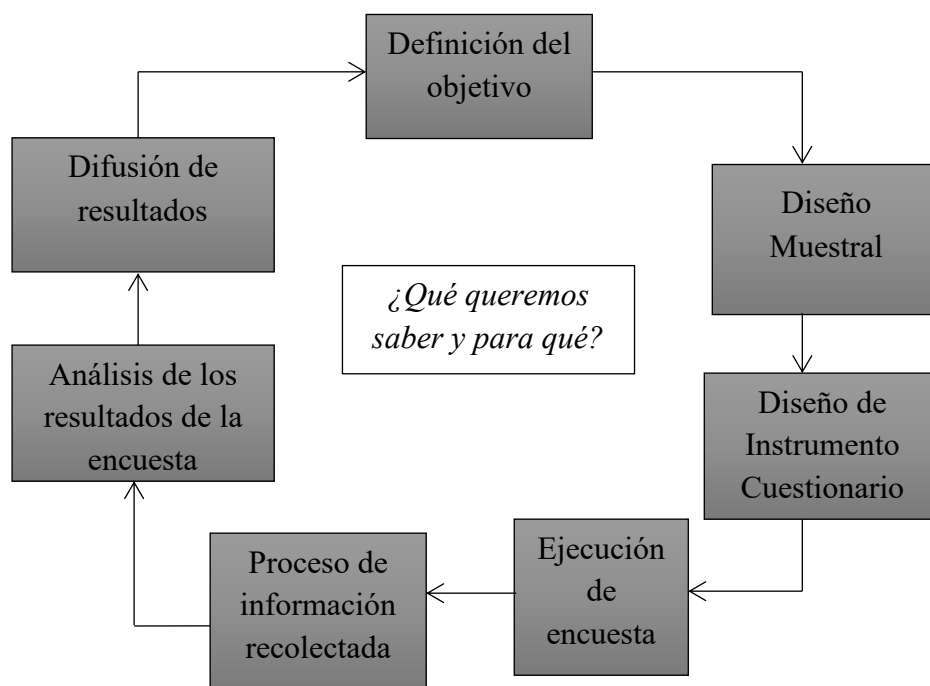 Definición del
objetivo
Diseño
Muestral
Diseño de
Instrumento
Cuestionario
Ejecución
de
encuesta
Proceso de
información
recolectada
Análisis de los
resultados de la
encuesta
Difusión de
resultados
¿Qué queremos
saber y para qué?